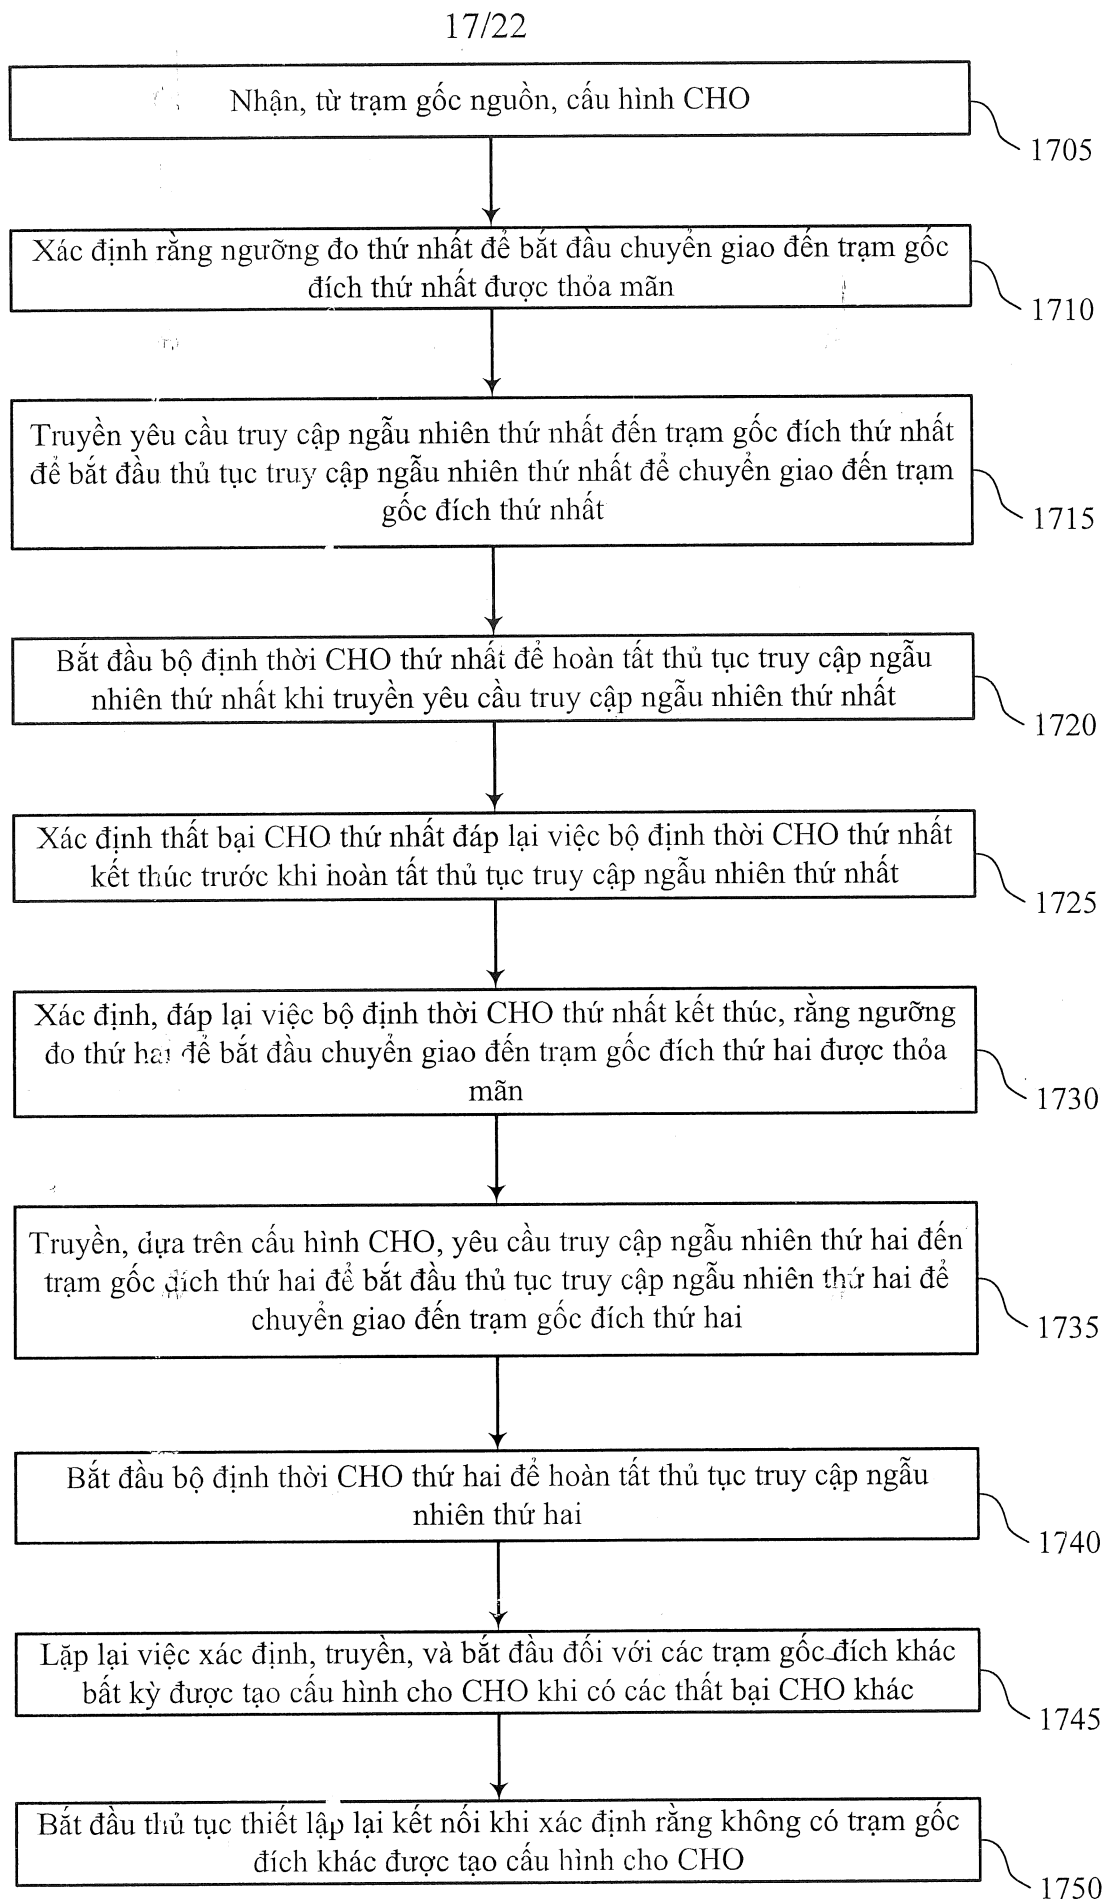 17/22
Nhận, từ trạm gốc nguồn, cấu hình CHO
1705
Xác định rằng ngưỡng đo thứ nhất để bắt đầu chuyển giao đến trạm gốc
đích thứ nhất được thỏa mãn
1710
Truyền yêu cầu truy cập ngẫu nhiên thứ nhất đến trạm gốc đích thứ nhất
để bắt đầu thủ tục truy cập ngẫu nhiên thứ nhất để chuyển giao đến trạm
gốc đích thứ nhất
1715
Bắt đầu bộ định thời CHO thứ nhất để hoàn tất thủ tục truy cập ngẫu
nhiên thứ nhất khi truyền yêu cầu truy cập ngẫu nhiên thứ nhất
1720
Xác định thất bại CHO thứ nhất đáp lại việc bộ định thời CHO thứ nhất
kết thúc trước khi hoàn tất thủ tục truy cập ngẫu nhiên thứ nhất
1725
Xác định, đáp lại việc bộ định thời CHO thứ nhất kết thúc, rằng ngưỡng
đo thứ hai để bắt đầu chuyển giao đến trạm gốc đích thứ hai được thỏa
mãn
1730
Truyền, dựa trên cấu hình CHO, yêu cầu truy cập ngẫu nhiên thứ hai đến
trạm gốc đích thứ hai để bắt đầu thủ tục truy cập ngẫu nhiên thứ hai để
chuyển giao đến trạm gốc đích thứ hai
1735
Bắt đầu bộ định thời CHO thứ hai để hoàn tất thủ tục truy cập ngẫu
nhiên thứ hai
1740
Lặp lại việc xác định, truyền, và bắt đầu đối với các trạm gốc đích khác
bất kỳ được tạo cấu hình cho CHO khi có các thất bại CHO khác
1745
Bắt đầu thủ tục thiết lập lại kết nối khi xác định rằng không có trạm gốc
đích khác được tạo cấu hình cho CHO
1750